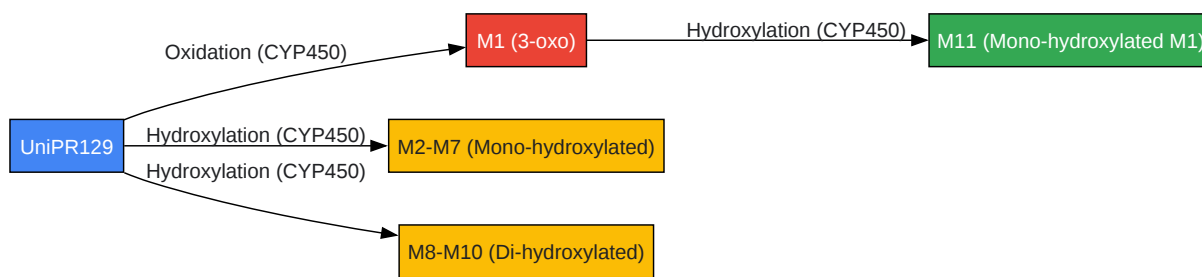 M1 (3-oxo)
Hydroxylation (CYP450)
M11 (Mono-hydroxylated M1)
Oxidation (CYP450)
UniPR129
Hydroxylation (CYP450)
M2-M7 (Mono-hydroxylated)
Hydroxylation (CYP450)
M8-M10 (Di-hydroxylated)